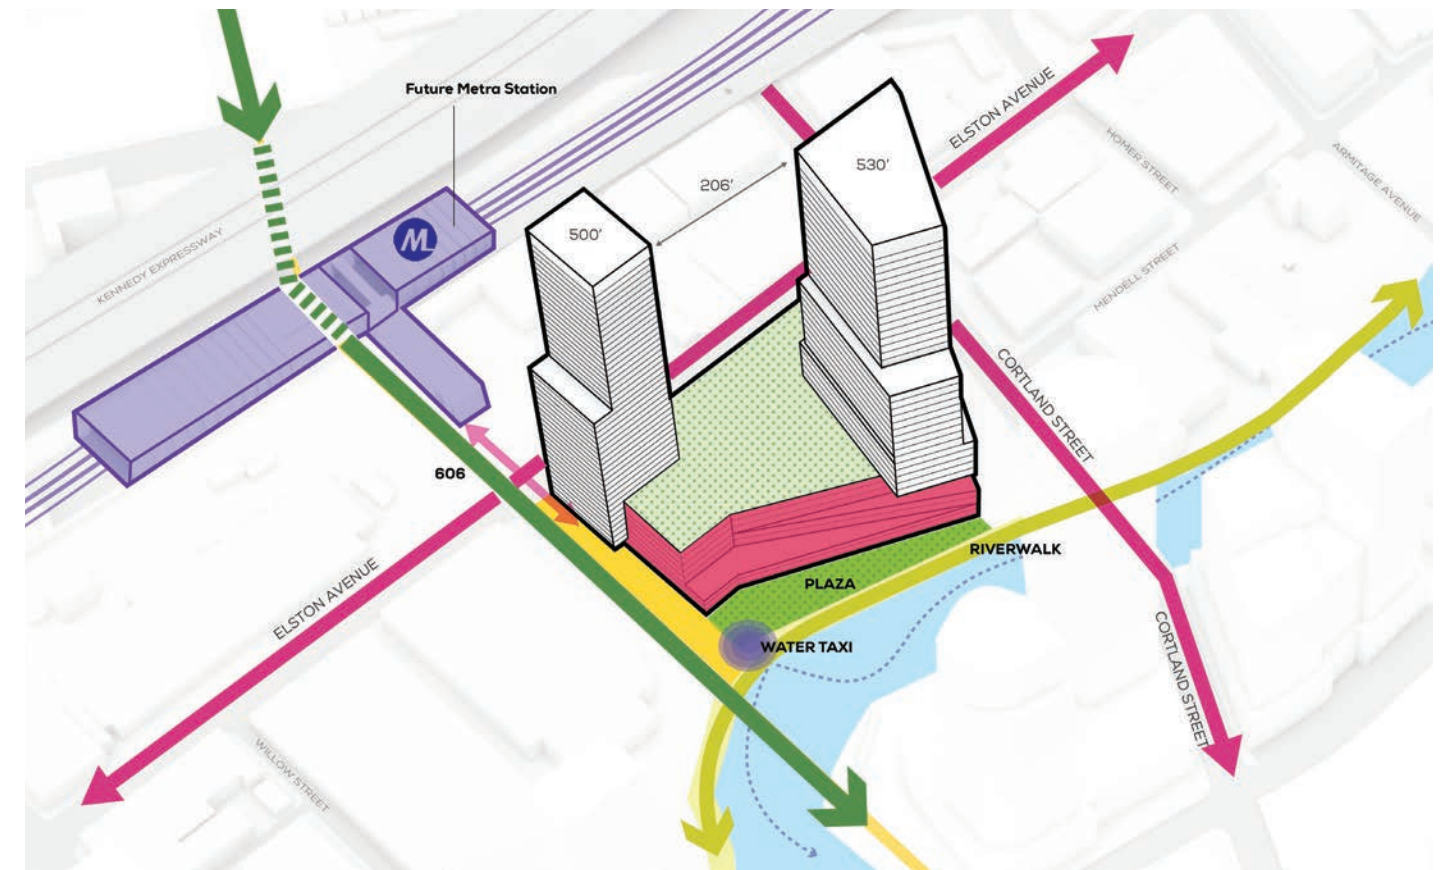 Future Metra Station
ELSTON AVENUE
HOMER STREET
ARMITAGE AVENUE
530'
206'
500'
M
KENNEDY EXPRESSWAY
MENDELL STREET
CORTLAND STREET
606
RIVERWALK
PLAZA
ELSTON AVENUE
WATER TAXI
CORTLAND STREET
WILLOW STREET